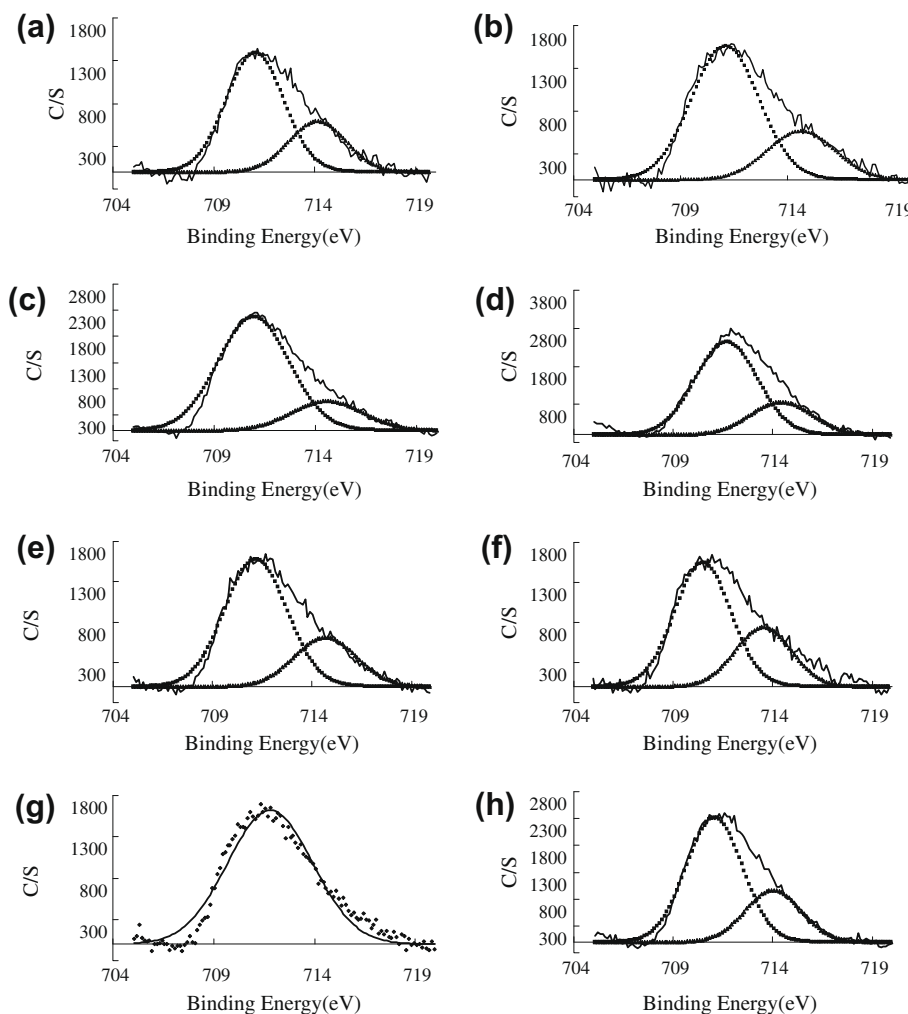 (a)
C/S
1800
1300
800
300
704
709
714
719
Binding Energy(eV)
(b)
C/S
1800
1300
800
300
704
709
714
719
Binding Energy(eV)
(c)
C/S
2800
2300
1800
1300
800
300
704
709
714
719
Binding Energy(eV)
(d)
C/S
3800
2800
1800
800
704
709
714
719
Binding Energy(eV)
(e)
C/S
1800
1300
800
300
704
709
714
719
Binding Energy(eV)
(f)
C/S
1800
1300
800
300
704
709
714
719
Binding Energy(eV)
(g)
C/S
1800
1300
800
300
704
709
714
719
Binding Energy(eV)
(h)
C/S
2800
2300
1800
1300
800
300
704
709
714
719
Binding Energy(eV)